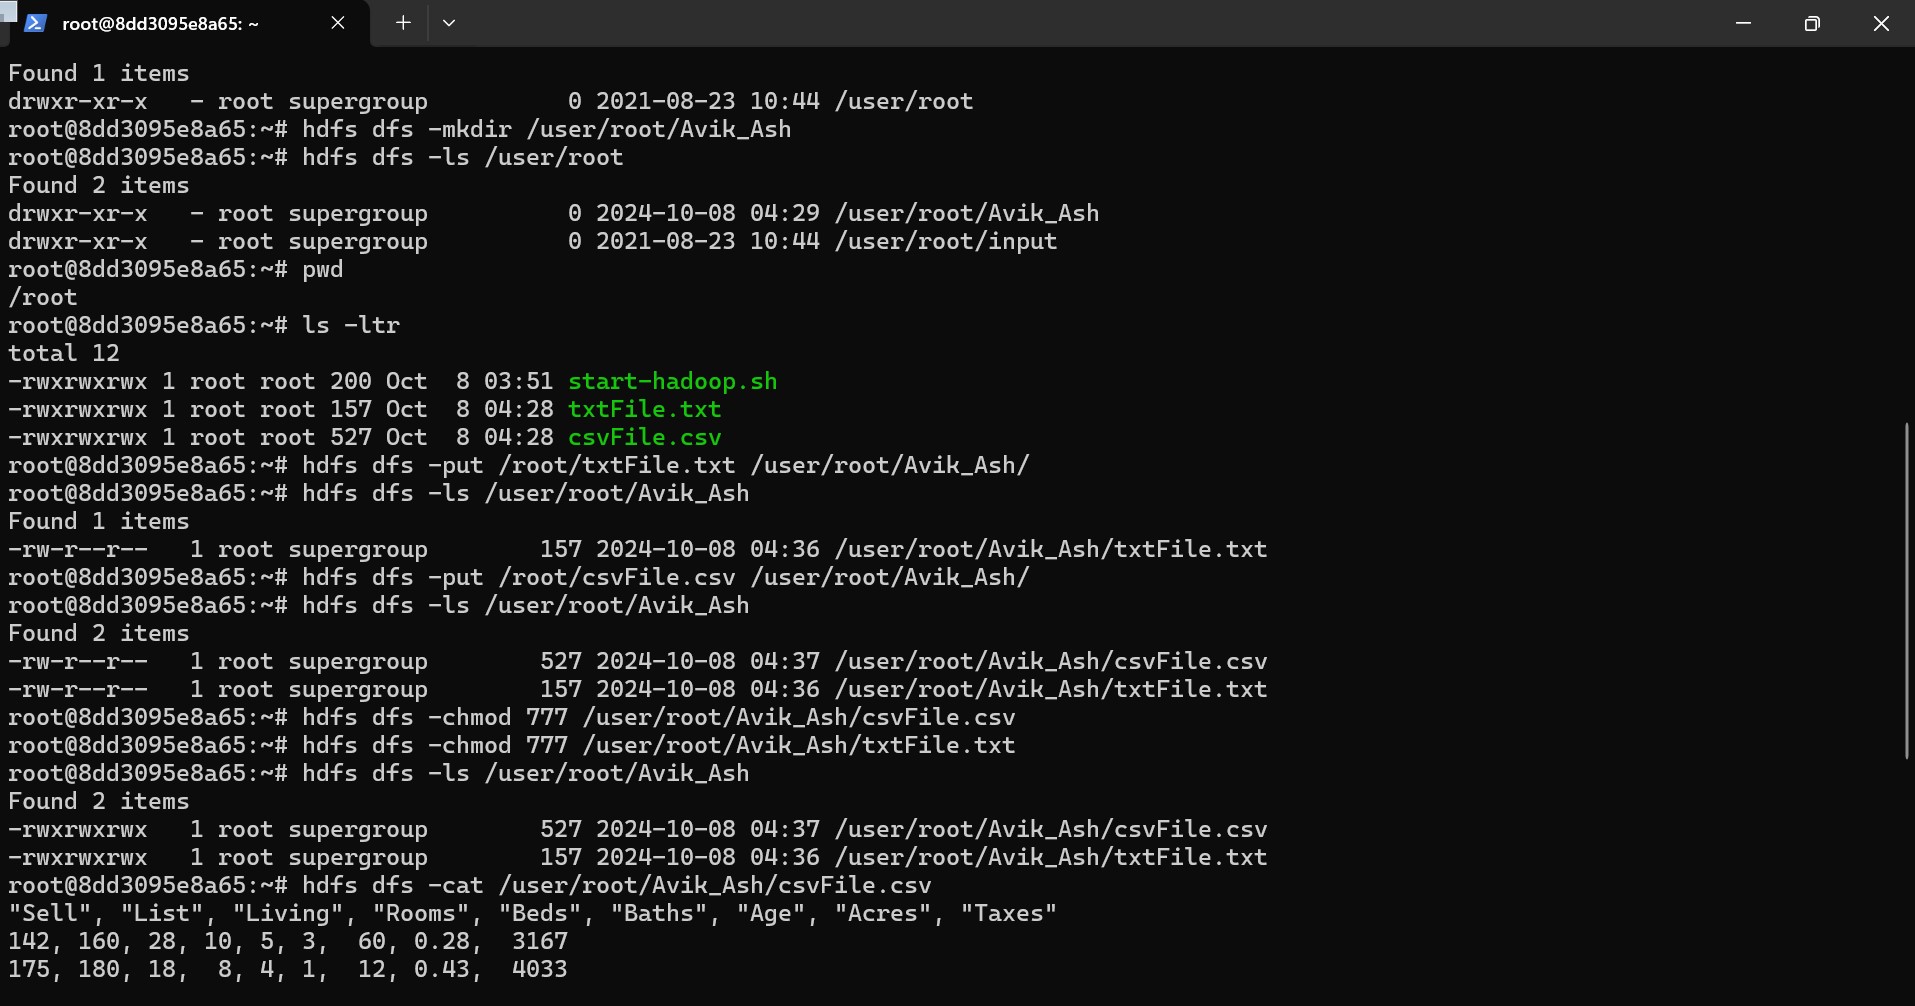 root@8dd3095e8a65: ~
Found 1 items
drwxr-xr-x   - root supergroup          0 2021-08-23 10:44 /user/root
root@8dd3095e8a65:~# hdfs dfs -mkdir /user/root/Avik_Ash
root@8dd3095e8a65:~# hdfs dfs -ls /user/root
Found 2 items
drwxr-xr-x   - root supergroup          0 2024-10-08 04:29 /user/root/Avik_Ash
drwxr-xr-x   - root supergroup          0 2021-08-23 10:44 /user/root/input
root@8dd3095e8a65:~# pwd
/root
root@8dd3095e8a65:~# ls -ltr
total 12
-rwxrwxrwx 1 root root 200 Oct  8 03:51 start-hadoop.sh
-rwxrwxrwx 1 root root 157 Oct  8 04:28 txtFile.txt
-rwxrwxrwx 1 root root 527 Oct  8 04:28 csvFile.csv
root@8dd3095e8a65:~# hdfs dfs -put /root/txtFile.txt /user/root/Avik_Ash/
root@8dd3095e8a65:~# hdfs dfs -ls /user/root/Avik_Ash
Found 1 items
-rw-r--r--   1 root supergroup        157 2024-10-08 04:36 /user/root/Avik_Ash/txtFile.txt
root@8dd3095e8a65:~# hdfs dfs -put /root/csvFile.csv /user/root/Avik_Ash/
root@8dd3095e8a65:~# hdfs dfs -ls /user/root/Avik_Ash
Found 2 items
-rw-r--r--   1 root supergroup        527 2024-10-08 04:37 /user/root/Avik_Ash/csvFile.csv
-rw-r--r--   1 root supergroup        157 2024-10-08 04:36 /user/root/Avik_Ash/txtFile.txt
root@8dd3095e8a65:~# hdfs dfs -chmod 777 /user/root/Avik_Ash/csvFile.csv
root@8dd3095e8a65:~# hdfs dfs -chmod 777 /user/root/Avik_Ash/txtFile.txt
root@8dd3095e8a65:~# hdfs dfs -ls /user/root/Avik_Ash
Found 2 items
-rwxrwxrwx   1 root supergroup        527 2024-10-08 04:37 /user/root/Avik_Ash/csvFile.csv
-rwxrwxrwx   1 root supergroup        157 2024-10-08 04:36 /user/root/Avik_Ash/txtFile.txt
root@8dd3095e8a65:~# hdfs dfs -cat /user/root/Avik_Ash/csvFile.csv
"Sell", "List", "Living", "Rooms", "Beds", "Baths", "Age", "Acres", "Taxes"
142, 160, 28, 10, 5, 3,  60, 0.28,  3167
175, 180, 18,  8, 4, 1,  12, 0.43,  4033